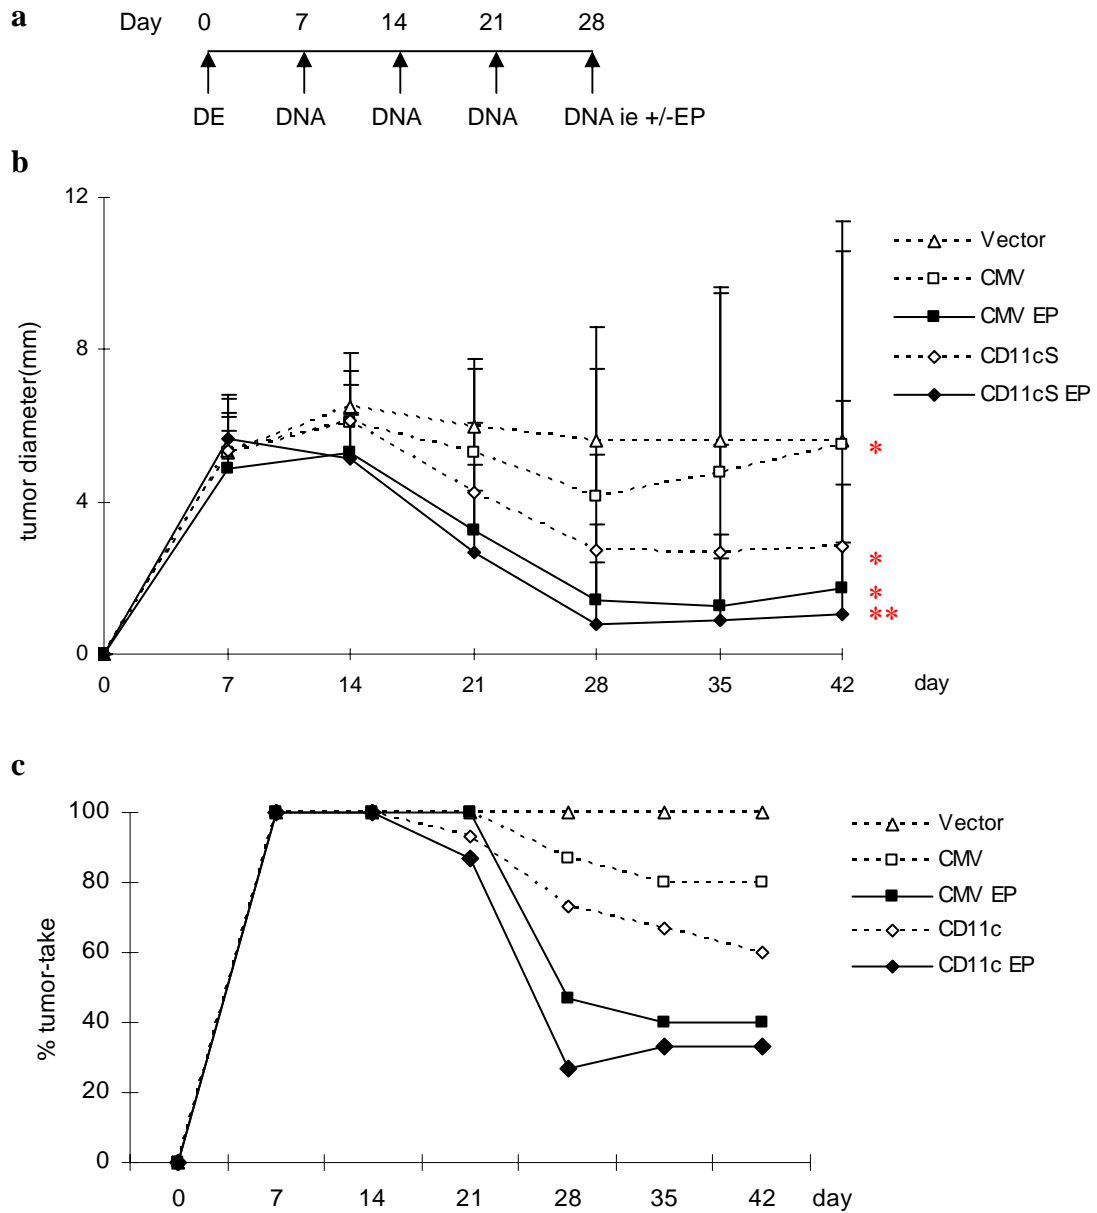 a
Day 0 7 14 21 28
DE DNA DNA DNA DNA ie +/-EP
b
12
8
4
0
tumor diameter(mm)
0 7 14 21 28 35 42 day
Vector
CMV
CMV EP
CD11cS
CD11cS EP
*
*
*
**
c
100
80
60
40
20
0
% tumor-take
0 7 14 21 28 35 42 day
Vector
CMV
CMV EP
CD11c
CD11c EP